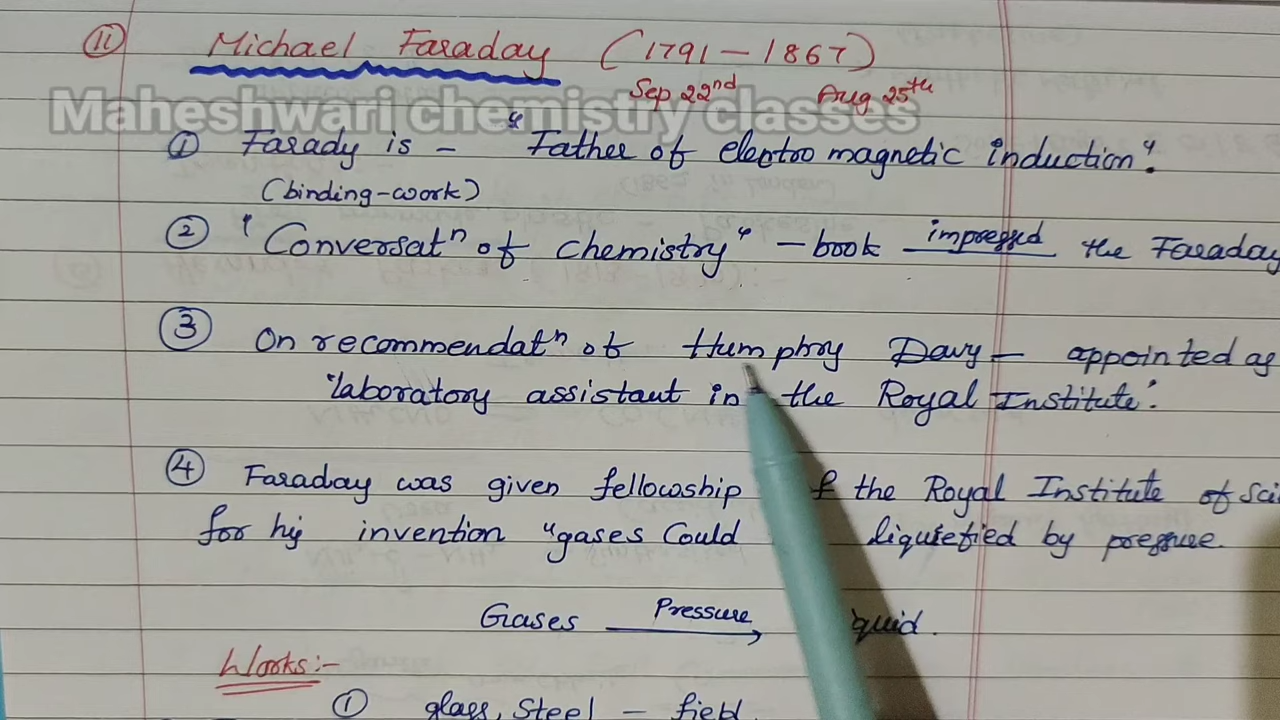 11 Michael Faraday (1791 – 1867)
Sep 22nd Aug 25th
Maheshwari chemistry classes
① Farady is – "Father of electro magnetic induction".
(binding-work)
② "Conversatn of chemistry" – book impressed the Faraday
③ On recommendatn of Humphry Davy – appointed as
"laboratory assistant in the Royal Institute".
④ Faraday was given fellowship the Royal Institute of Sci
for his invention "gases Could liquiefied by pressure.
Gases Pressure quid.
Works:-
① glass, Steel – field.